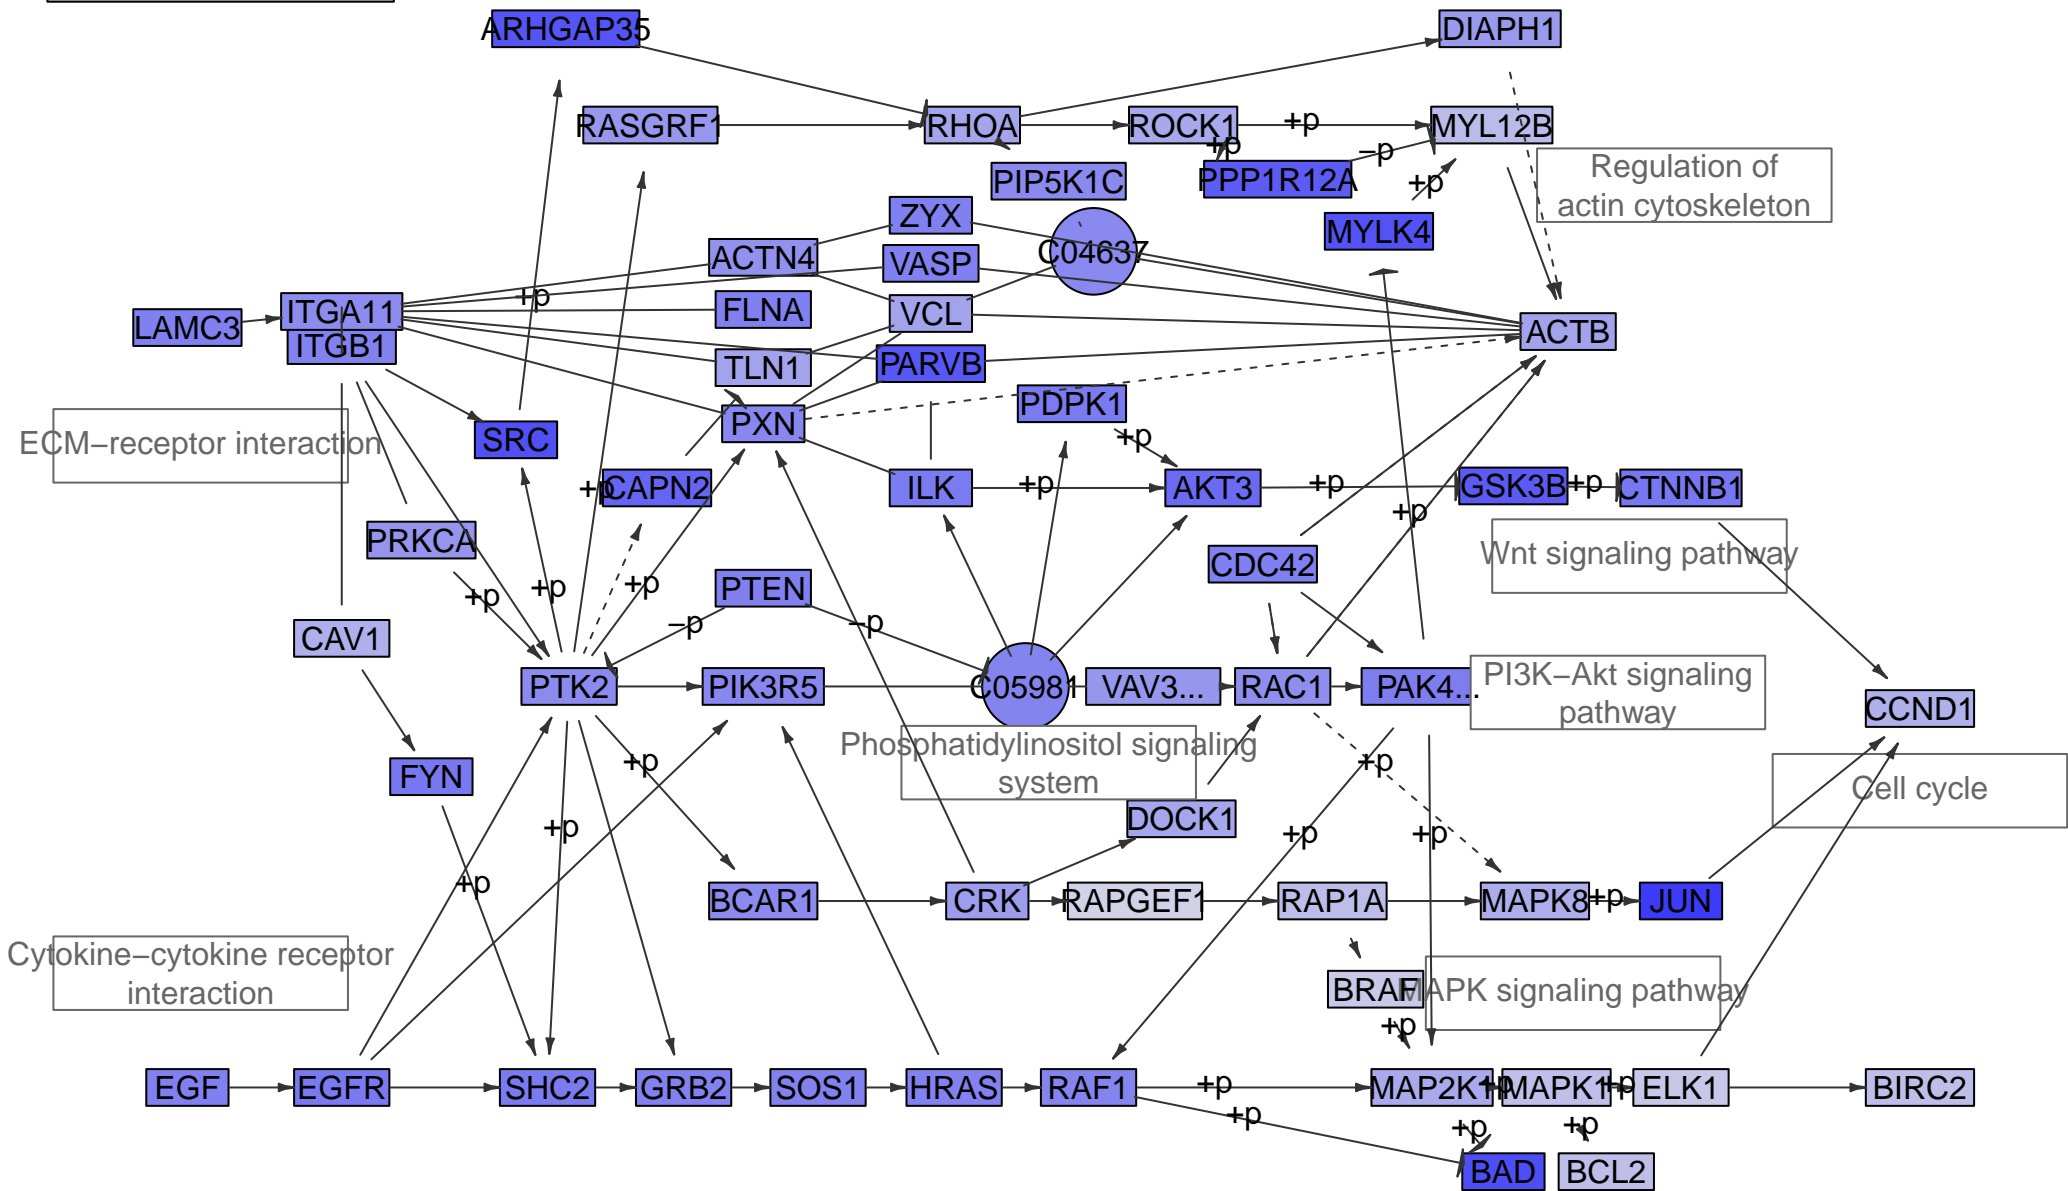 ARHGAP35
DIAPH1
RASGRF1
RHOA
ROCK1
+p
MYL12B
+p
−p
PIP5K1C
PPP1R12A
+p
Regulation of
actin cytoskeleton
ZYX
MYLK4
ACTN4
VASP
C04637
+p
LAMC3
ITGA11
FLNA
VCL
ITGB1
ACTB
TLN1
PARVB
PDPK1
PXN
+p
ECM−receptor interaction
SRC
+p
CAPN2
ILK
+p
AKT3
+p
GSK3B
+p
CTNNB1
+p
PRKCA
Wnt signaling pathway
CDC42
+p
+p
+p
PTEN
−p
−p
CAV1
PTK2
PIK3R5
C05981
VAV3...
RAC1
PAK4...
PI3K−Akt signaling
pathway
CCND1
Phosphatidylinositol signaling
system
FYN
+p
+p
Cell cycle
DOCK1
+p
+p
+p
+p
BCAR1
CRK
RAPGEF1
RAP1A
MAPK8
+p
JUN
Cytokine−cytokine receptor
interaction
BRAF
MAPK signaling pathway
+p
EGF
EGFR
SHC2
GRB2
SOS1
HRAS
RAF1
+p
MAP2K1
+p
MAPK1
+p
ELK1
BIRC2
+p
+p
+p
BAD
BCL2